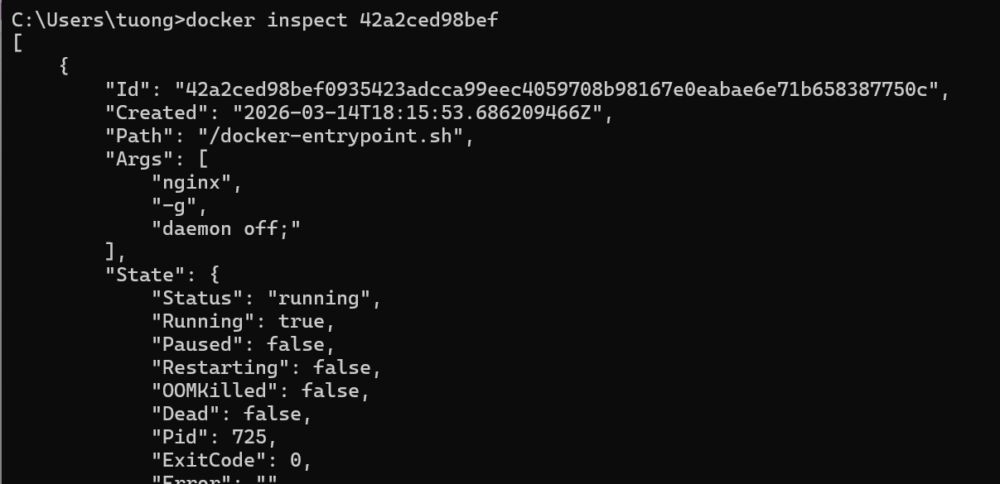 C:\Users\tuong>docker inspect 42a2ced98bef
[
    {
        "Id": "42a2ced98bef0935423adcca99eec4059708b98167e0eabae6e71b658387750c",
        "Created": "2026-03-14T18:15:53.686209466Z",
        "Path": "/docker-entrypoint.sh",
        "Args": [
            "nginx",
            "-g",
            "daemon off;"
        ],
        "State": {
            "Status": "running",
            "Running": true,
            "Paused": false,
            "Restarting": false,
            "OOMKilled": false,
            "Dead": false,
            "Pid": 725,
            "ExitCode": 0,
            "Error": ""